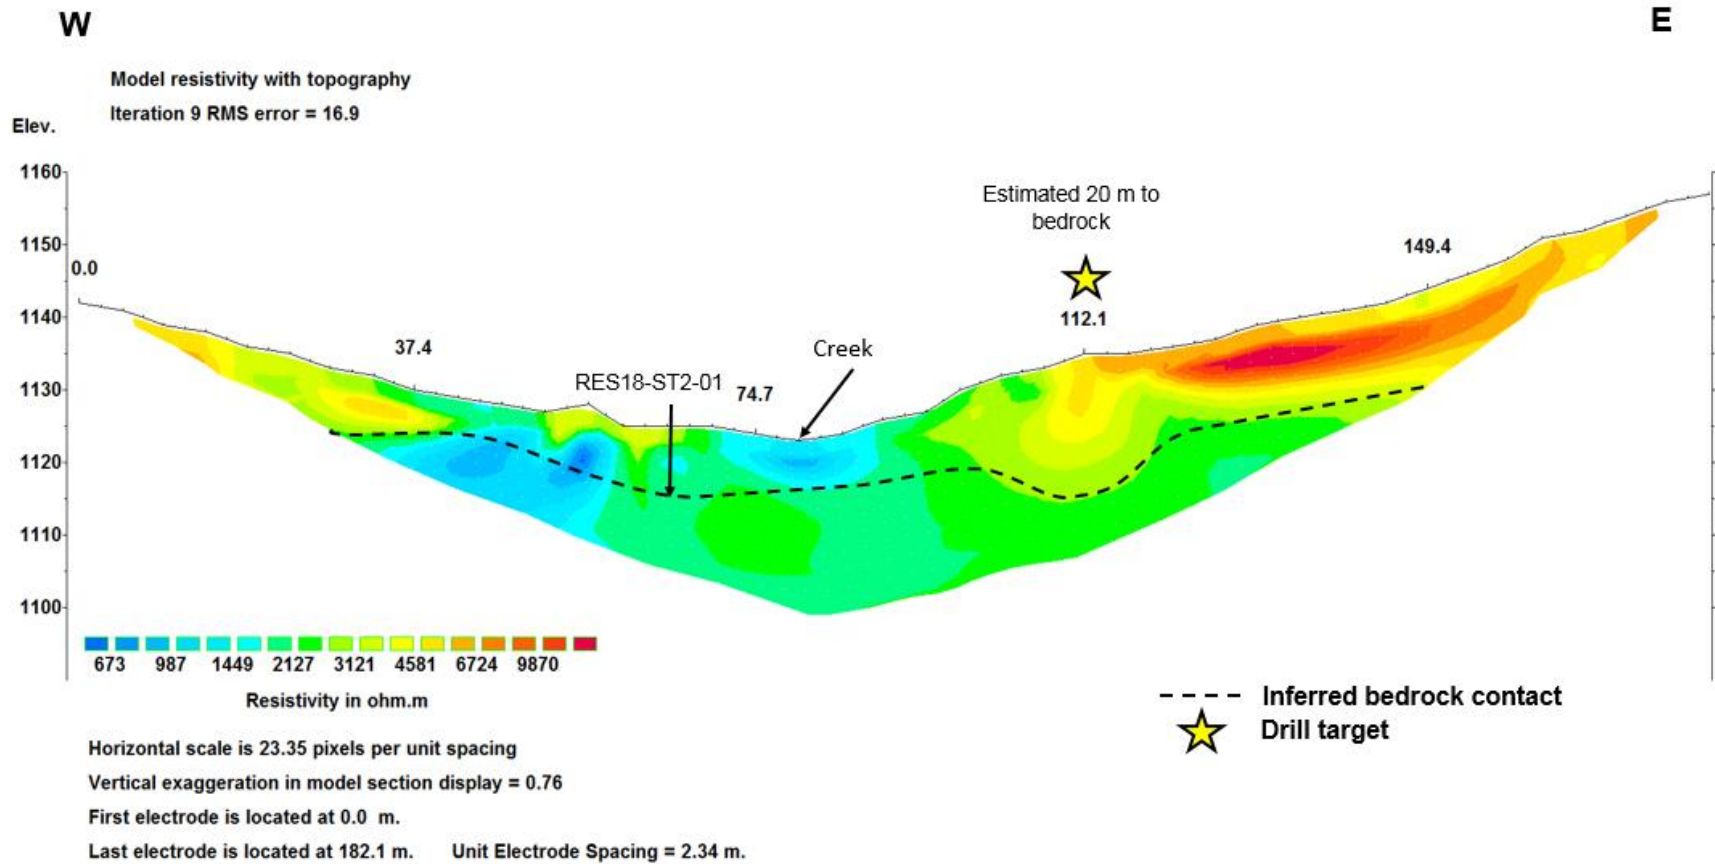 W
E
Model resistivity with topography
Iteration 9 RMS error = 16.9
Elev.
1160
1150
1140
1130
1120
1110
1100
0.0
37.4
RES18-ST2-01
74.7
Creek
Estimated 20 m to
bedrock
112.1
149.4
673 987 1449 2127 3121 4581 6724 9870
Resistivity in ohm.m
Inferred bedrock contact
Drill target
Horizontal scale is 23.35 pixels per unit spacing
Vertical exaggeration in model section display = 0.76
First electrode is located at 0.0 m.
Last electrode is located at 182.1 m. Unit Electrode Spacing = 2.34 m.